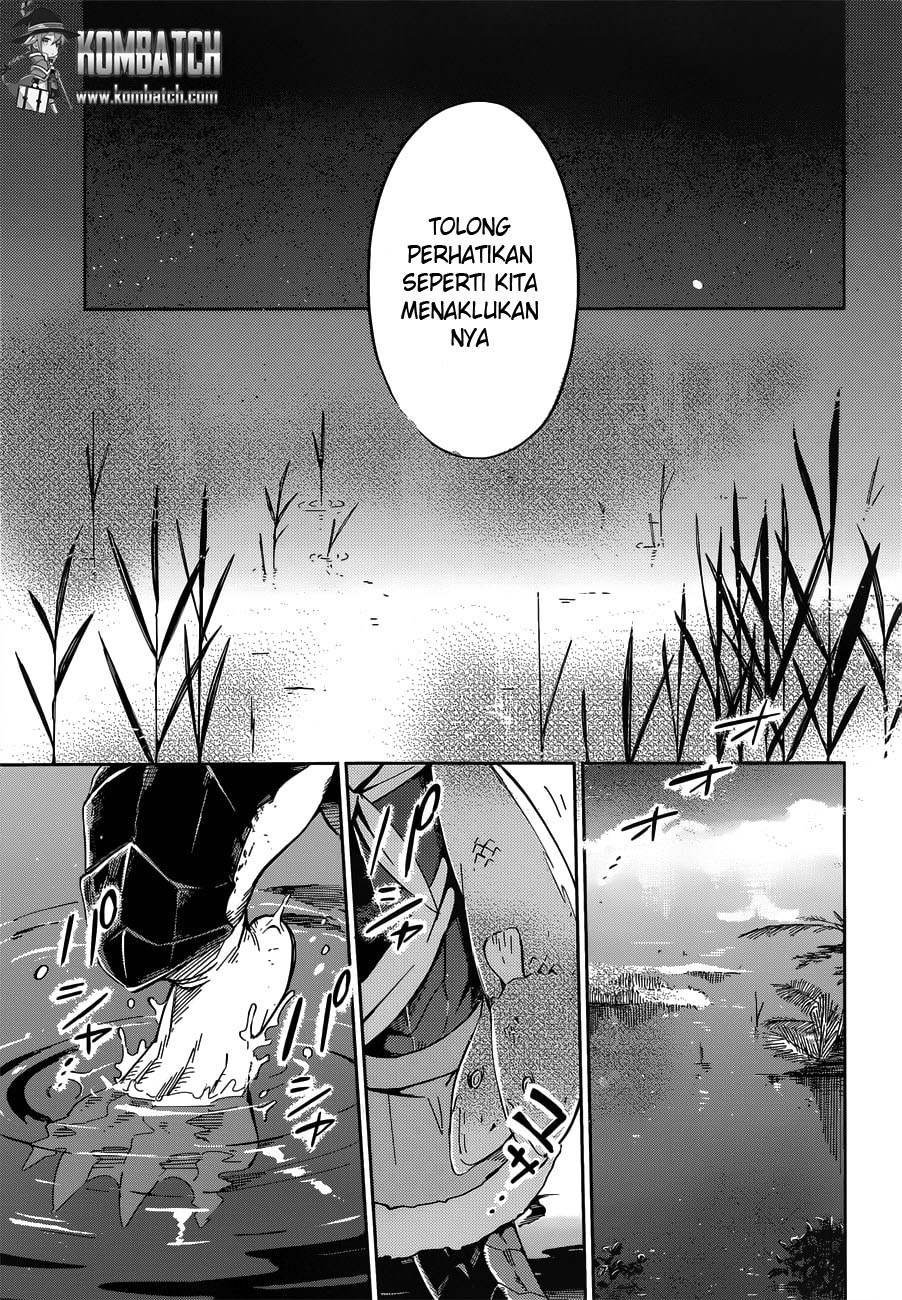 KOMBATCH
www.kombatch.com
TOLONG
PERHATIKAN
SEPERTI KITA
MENAKLUKAN
NYA